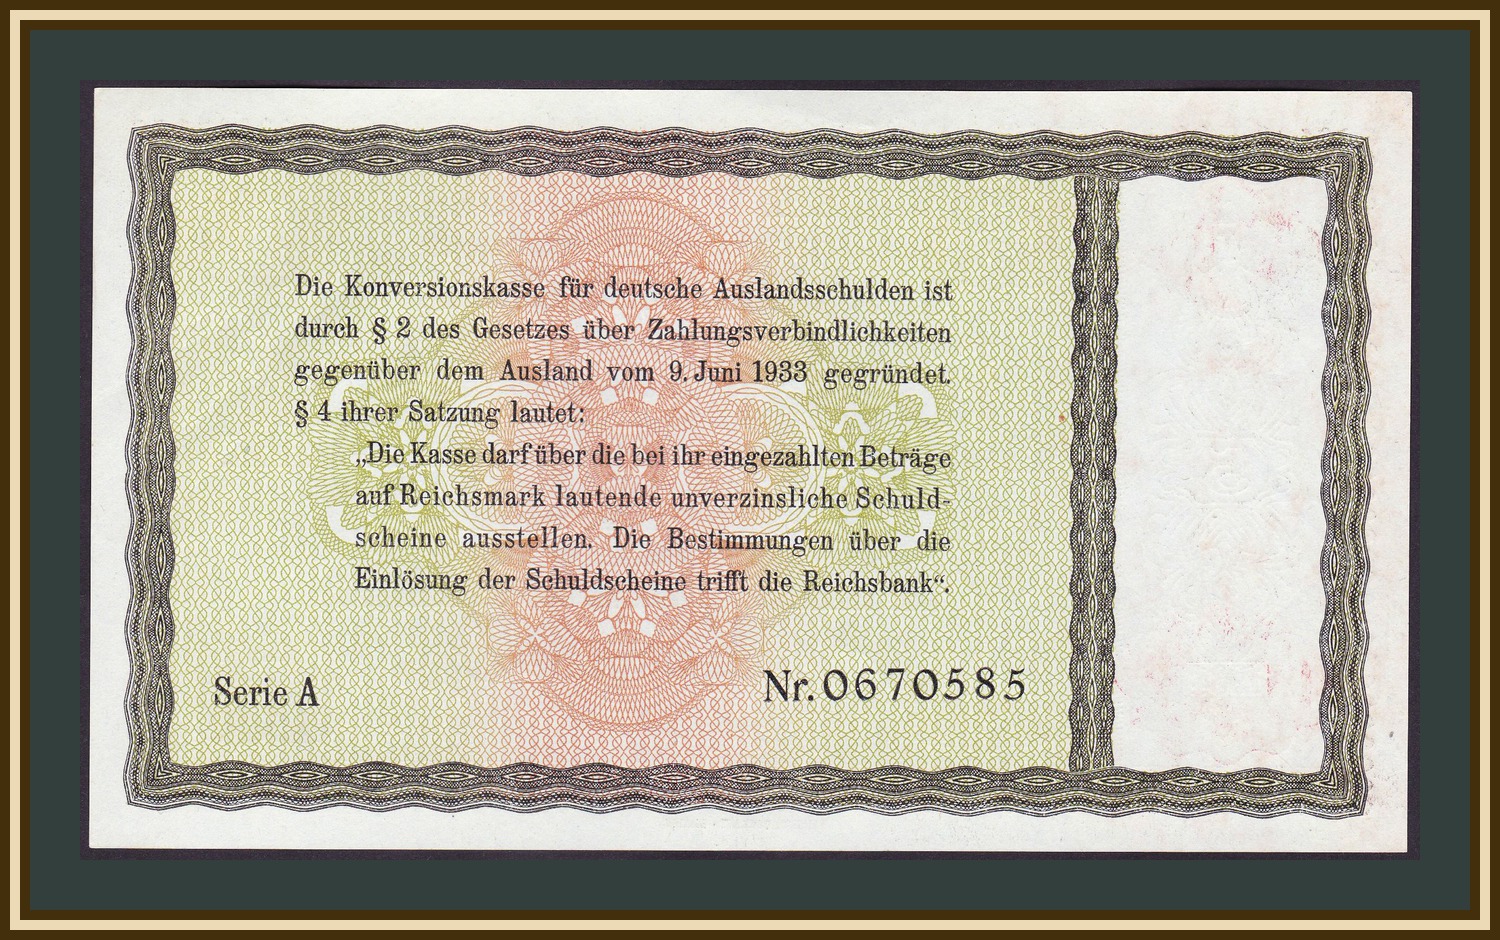 Die Konversionskasse für deutsche Auslandsschulden ist
durch § 2 des Gesetzes über Zahlungsverbindlichkeiten
gegenüber dem Ausland vom 9. Juni 1933 gegründet.
§ 4 ihrer Satzung lautet:
„Die Kasse darf über die bei ihr eingezahlten Beträge
auf Reichsmark lautende unverzinsliche Schuld-
scheine ausstellen. Die Bestimmungen über die
Einlösung der Schuldscheine trifft die Reichsbank“.
Serie A
Nr. 0670585